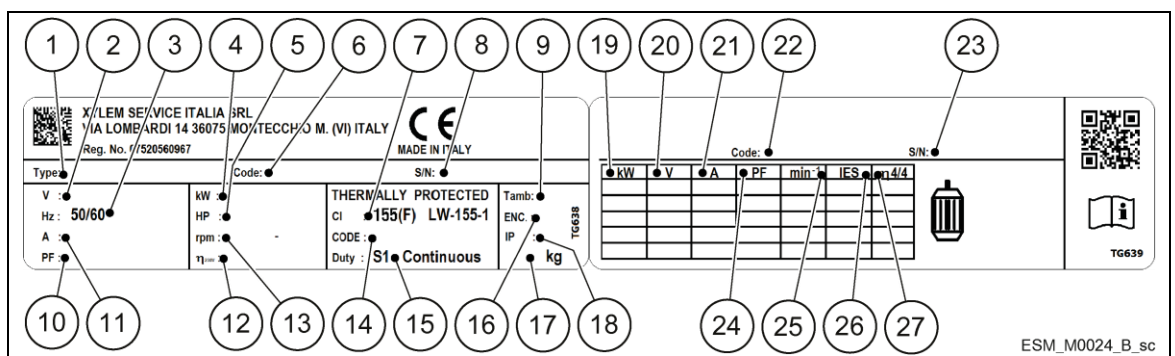 1 2 3 4 5 6 7 8 9 19 20 21 22 23
XYLEM SERVICE ITALIA SRL
VIA LOMBARDI 14 36075 MONTECCHIO M. (VI) ITALY
Reg. No. 07520560967
CE
MADE IN ITALY
Type:
Code:
S/N:
V :
Hz : 50/60
A :
PF :
kW :
HP :
rpm : -
η :
THERMALLY PROTECTED
Cl 155(F) LW-155-1
CODE :
Duty : S1 Continuous
Tamb:
ENC.
IP :
kg
TG638
Code:
S/N:
kW V A PF min-1 IES η4/4
i
TG639
10 11 12 13 14 15 16 17 18 24 25 26 27
ESM_M0024_B_sc